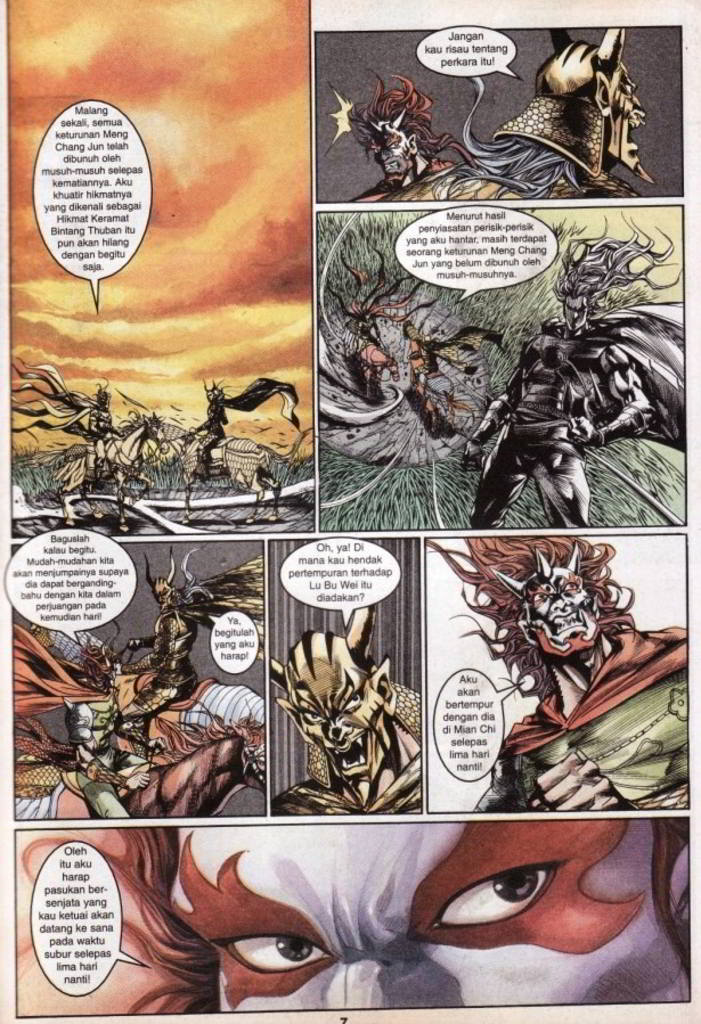 Malang
sekali, semua
keturunan Meng
Chang Jun telah
dibunuh oleh
musuh-musuh selepas
kematiannya. Aku
khuatir hikmatnya
yang dikenali sebagai
Hikmat Keramat
Bintang Thuban itu
pun akan hilang
dengan begitu
saja.
Jangan
kau risau tentang
perkara itu!
Menurut hasil
penyiasatan perisik-perisik
yang aku hantar, masih terdapat
seorang keturunan Meng Chang
Jun yang belum dibunuh oleh
musuh-musuhnya.
Baguslah
kalau begitu.
Mudah-mudahan kita
akan menjumpainya supaya
dia dapat berganding-
bahu dengan kita dalam
perjuangan pada
kemudian hari!
Ya,
begitulah
yang aku
harap!
Oh, ya! Di
mana kau hendak
pertempuran terhadap
Lu Bu Wei itu
diadakan?
Aku
akan
bertempur
dengan dia
di Mian Chi
selepas
lima hari
nanti!
Oleh
itu aku
harap
pasukan ber-
senjata yang
kau ketuai akan
datang ke sana
pada waktu
subur selepas
lima hari
nanti!
7